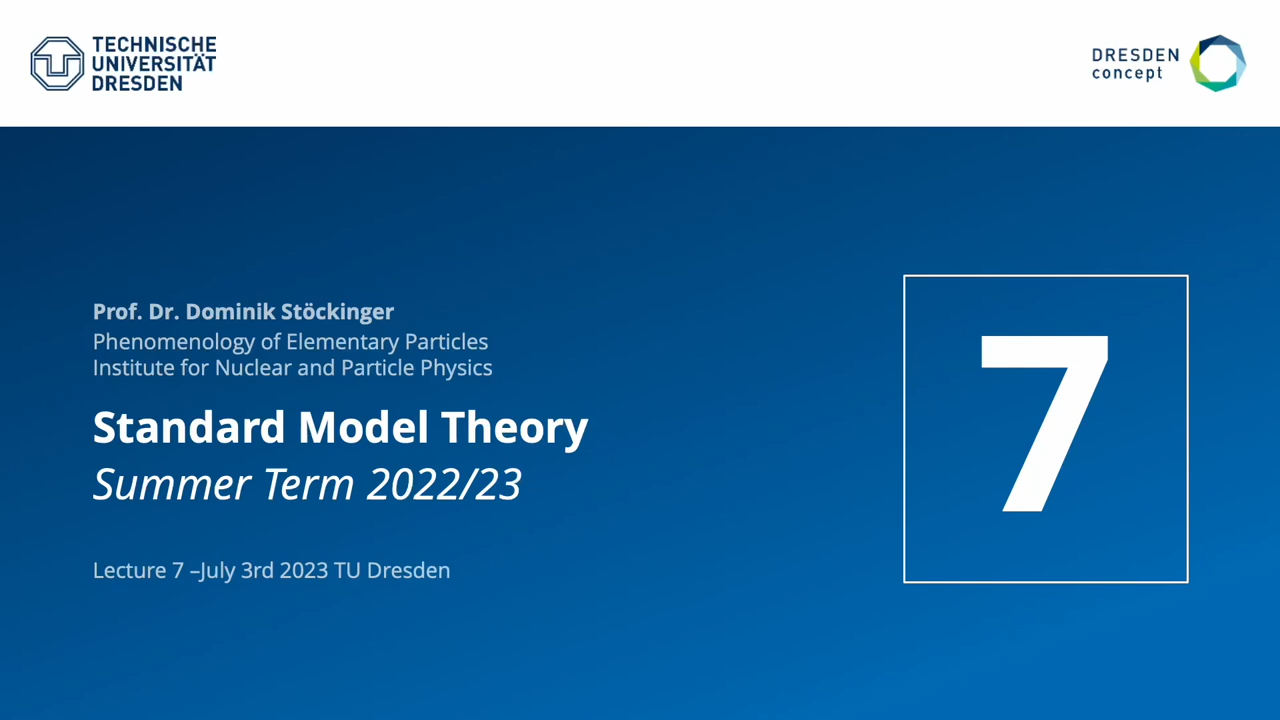 TECHNISCHE
UNIVERSITÄT
DRESDEN
DRESDEN
concept
Prof. Dr. Dominik Stöckinger
Phenomenology of Elementary Particles
Institute for Nuclear and Particle Physics
Standard Model Theory
Summer Term 2022/23
Lecture 7 –July 3rd 2023 TU Dresden
7